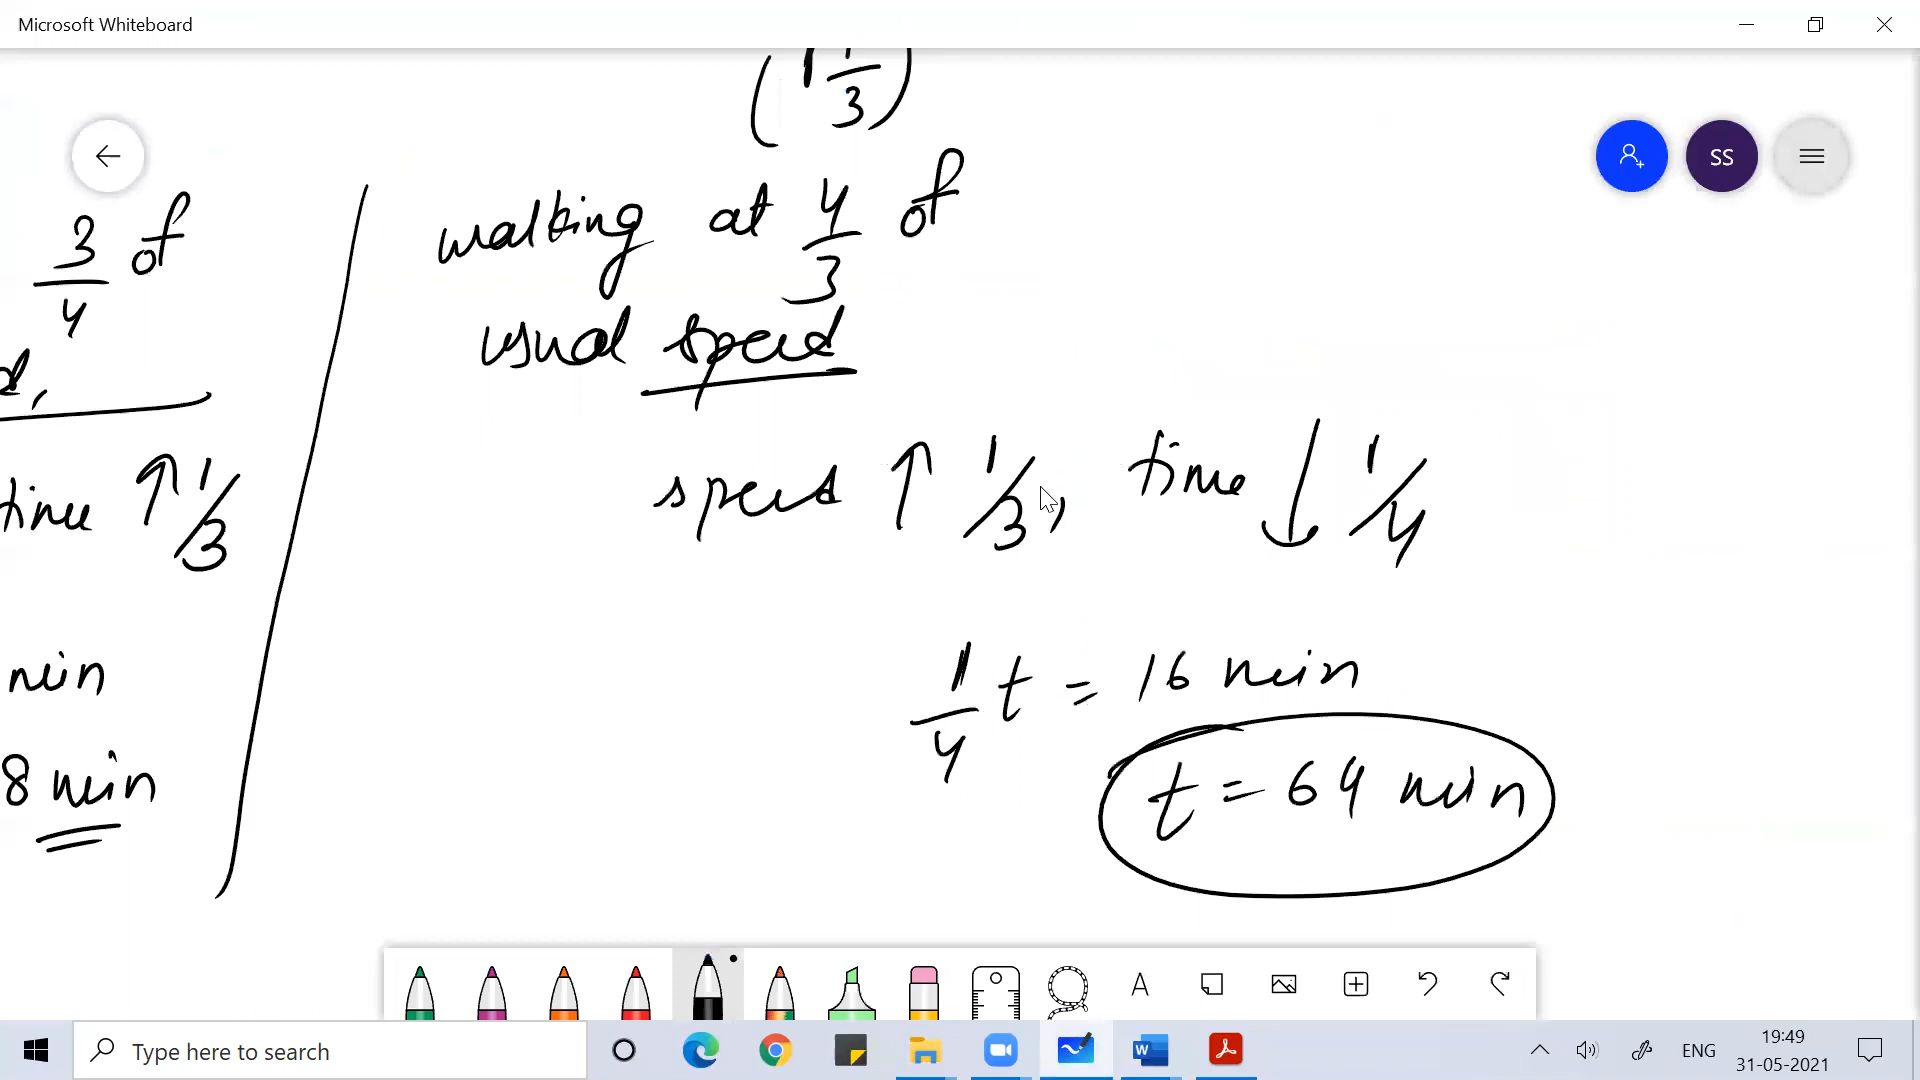 Microsoft Whiteboard
(1 1/3)
3/4 of
time ↑ 1/3
min
8 min
walking at 4/3 of
usual speed
speed ↑ 1/3, time ↓ 1/4
1/4 t = 16 min
t = 64 min
SS
A
Type here to search
W
ENG
19:49
31-05-2021